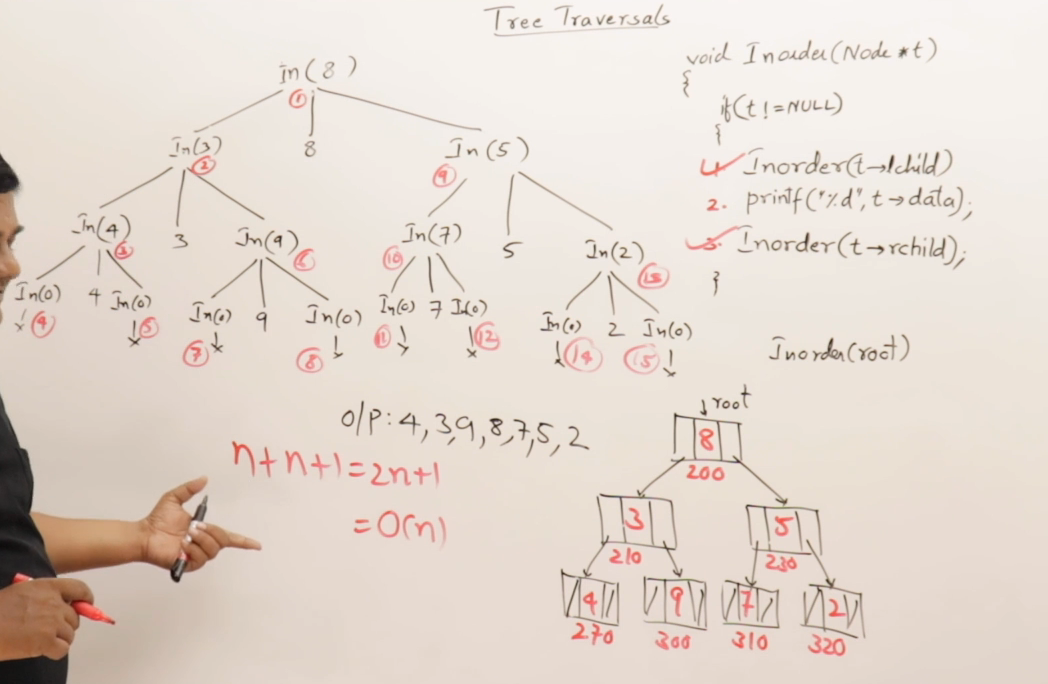 Tree Traversals
In(8)
①
In(3) 8 In(5)
② ⑨
In(4) 3 In(9) In(7) 5 In(2)
③ ⑥ ⑩ ⑬
In(0) 4 In(0) In(0) 9 In(0) In(0) 7 In(0) In(0) 2 In(0)
④ ⑤ ⑦ ⑧ ⑪ ⑫ ⑭ ⑮
void Inorder(Node *t)
{
if(t != NULL)
{
1. Inorder(t→lchild)
2. printf("%d", t→data);
3. Inorder(t→rchild);
}
Inorder(root)
O/P: 4, 3, 9, 8, 7, 5, 2
n+n+1 = 2n+1
= O(n)
root
8
200
3 5
210 230
4 9 7 2
270 300 310 320